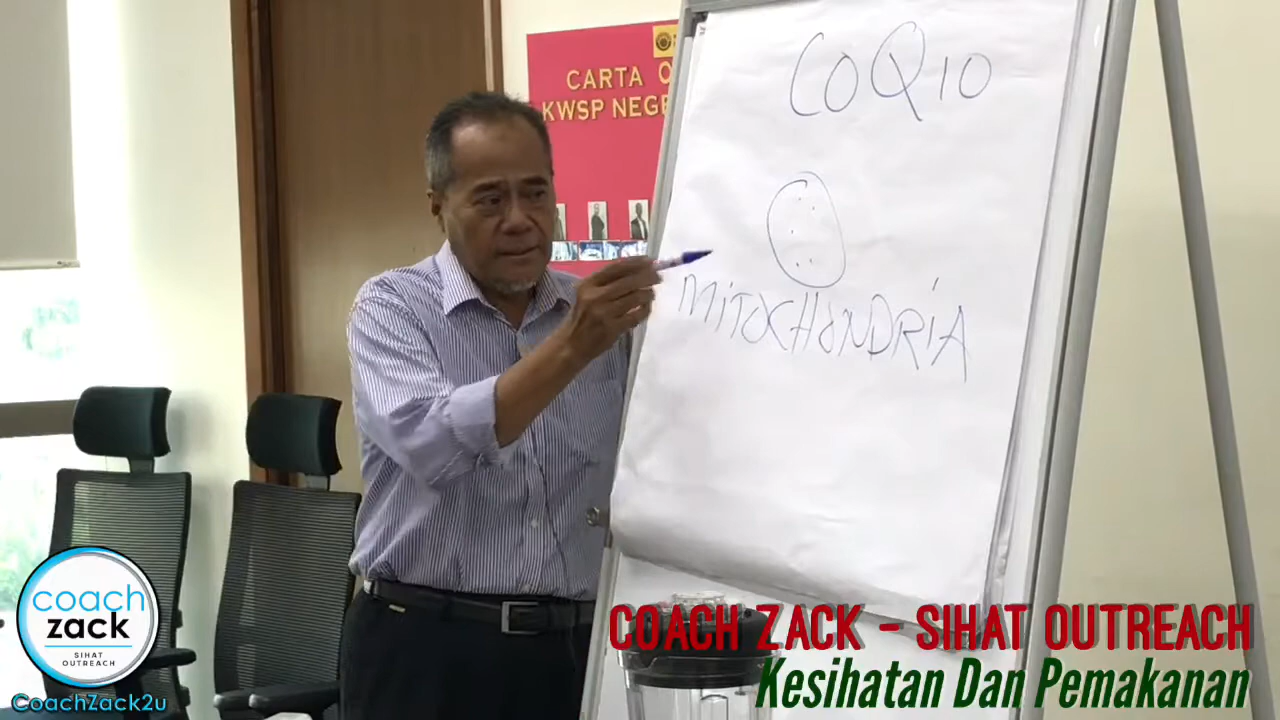 CoQ10
MiTOCHONDRiA
CARTA
KWSP NEGE
coach
zack
SIHAT
OUTREACH
CoachZack2u
COACH ZACK - SIHAT OUTREACH
Kesihatan Dan Pemakanan